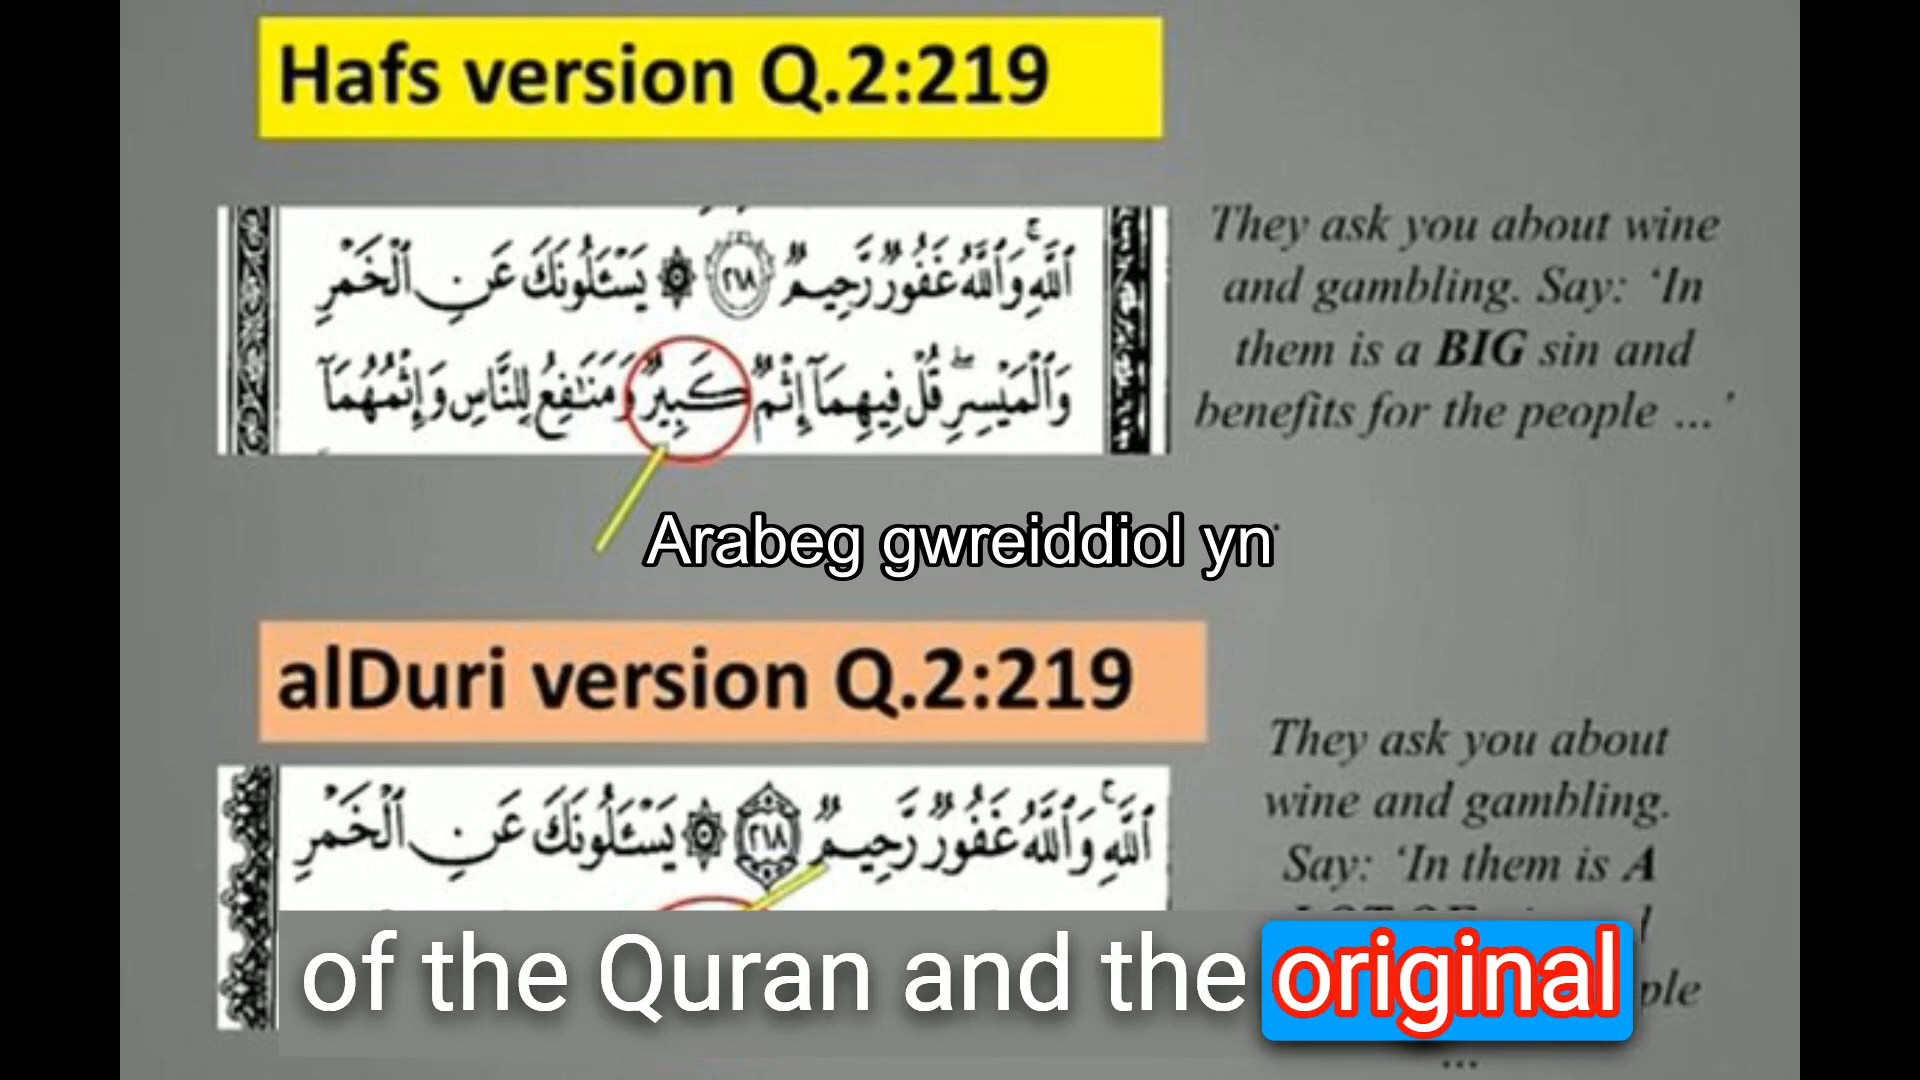 Hafs version Q.2:219
ٱللَّهِۚ وَٱللَّهُ غَفُورٌ رَّحِيمٌ ٢١٨ ۞ يَسْـَٔلُونَكَ عَنِ ٱلْخَمْرِ
وَٱلْمَيْسِرِۖ قُلْ فِيهِمَآ إِثْمٌ كَبِيرٌ وَمَنَٰفِعُ لِلنَّاسِ وَإِثْمُهُمَآ
They ask you about wine
and gambling. Say: ‘In
them is a BIG sin and
benefits for the people ...’
Arabeg gwreiddiol yn
alDuri version Q.2:219
ٱللَّهِۚ وَٱللَّهُ غَفُورٌ رَّحِيمٌ ٢١٨ ۞ يَسْـَٔلُونَكَ عَنِ ٱلْخَمْرِ
They ask you about
wine and gambling.
Say: ‘In them is A
of the Quran and the original
...